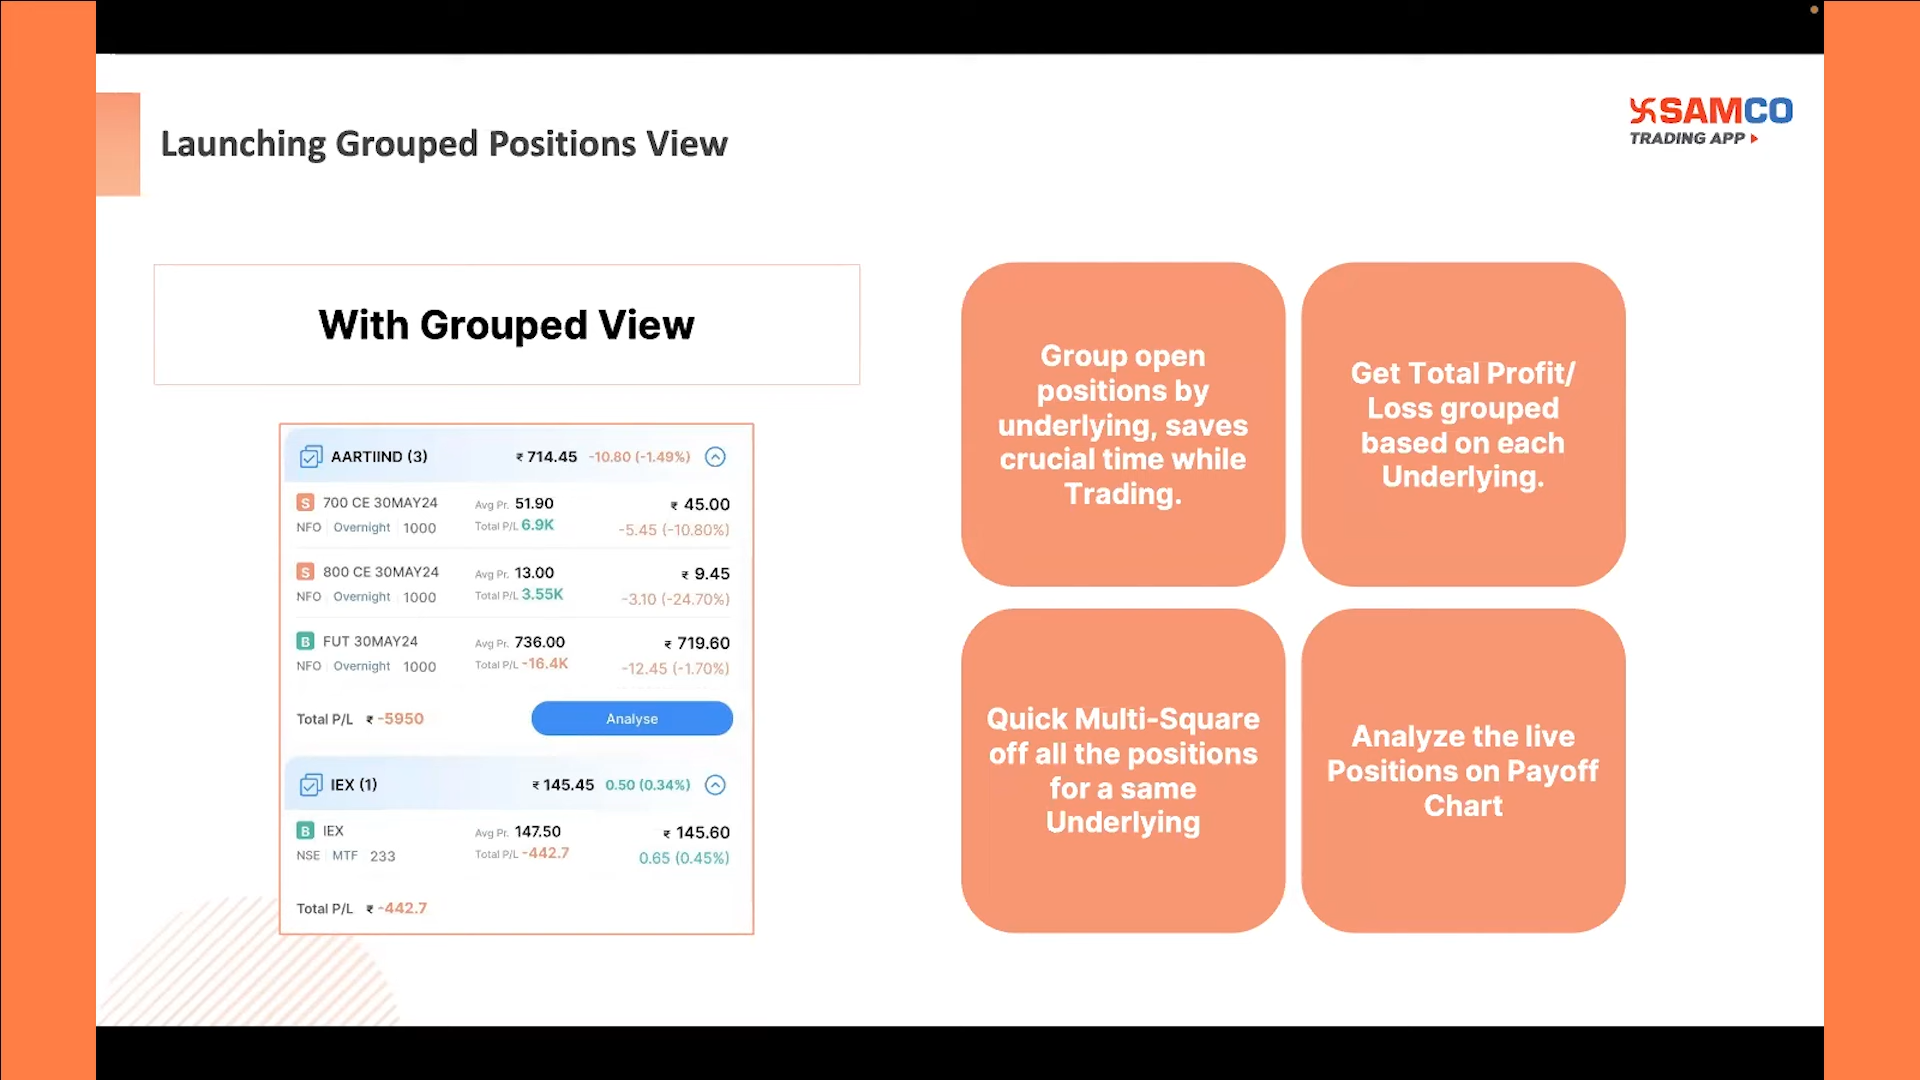 Launching Grouped Positions View
SAMCO
TRADING APP
With Grouped View
AARTIIND (3) ₹ 714.45 -10.80 (-1.49%)
S 700 CE 30MAY24 Avg Pr. 51.90 ₹ 45.00
NFO Overnight 1000 Total P/L 6.9K -5.45 (-10.80%)
S 800 CE 30MAY24 Avg Pr. 13.00 ₹ 9.45
NFO Overnight 1000 Total P/L 3.55K -3.10 (-24.70%)
B FUT 30MAY24 Avg Pr. 736.00 ₹ 719.60
NFO Overnight 1000 Total P/L -16.4K -12.45 (-1.70%)
Total P/L ₹ -5950 Analyse
IEX (1) ₹ 145.45 0.50 (0.34%)
B IEX Avg Pr. 147.50 ₹ 145.60
NSE MTF 233 Total P/L -442.7 0.65 (0.45%)
Total P/L ₹ -442.7
Group open
positions by
underlying, saves
crucial time while
Trading.
Get Total Profit/
Loss grouped
based on each
Underlying.
Quick Multi-Square
off all the positions
for a same
Underlying
Analyze the live
Positions on Payoff
Chart